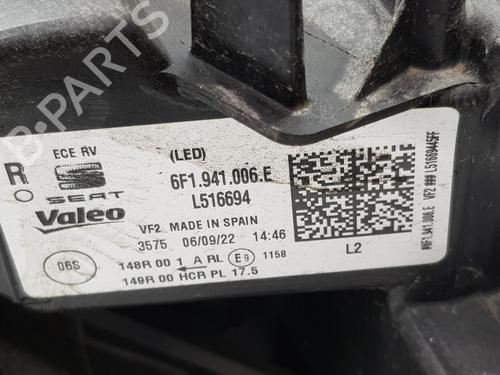 ECE RV
(LED)
R
SEAT
6F1.941.006.E
Valeo
L516694
VF2 MADE IN SPAIN
3575 06/09/22 14:46
L2
06S
148R 00 1 A RL E9 1158
149R 00 HCR PL 17.5
B-PARTS